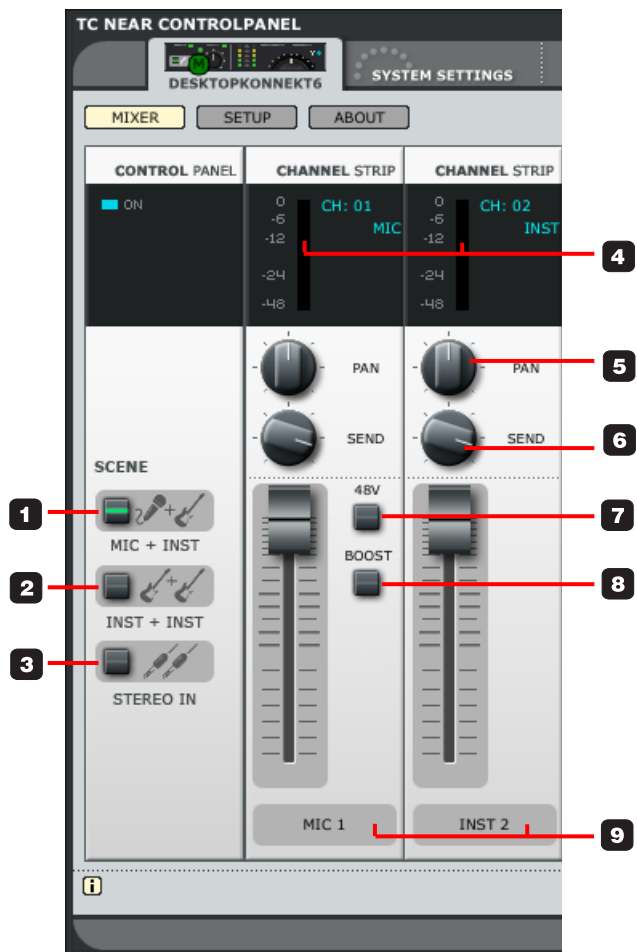 TC NEAR CONTROLPANEL
M
DESKTOPKONNEKT6
SYSTEM SETTINGS
MIXER
SETUP
ABOUT
CONTROL PANEL
CHANNEL STRIP
CHANNEL STRIP
ON
0
-6
-12
-24
-48
CH: 01
MIC
0
-6
-12
-24
-48
CH: 02
INST
4
PAN
PAN
5
SEND
SEND
6
SCENE
1
MIC + INST
2
INST + INST
3
STEREO IN
48V
7
BOOST
8
MIC 1
INST 2
9
i